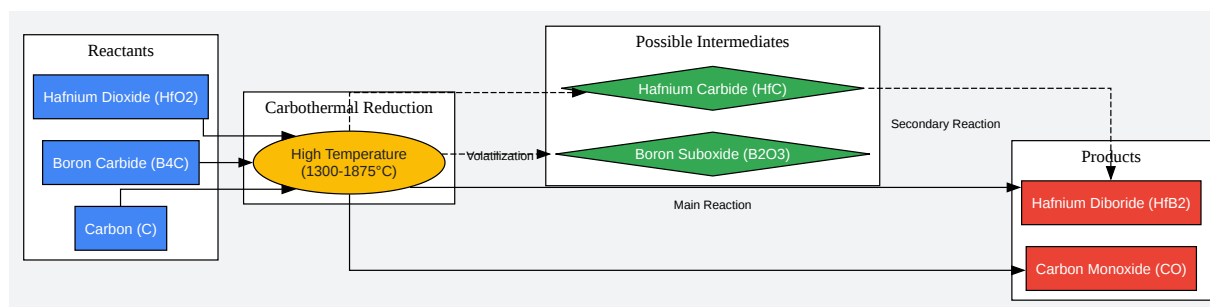 Reactants
Hafnium Dioxide (HfO2)
Boron Carbide (B4C)
Carbon (C)
Carbothermal Reduction
High Temperature
(1300-1875°C)
Possible Intermediates
Hafnium Carbide (HfC)
Volatilization
Boron Suboxide (B2O3)
Secondary Reaction
Main Reaction
Products
Hafnium Diboride (HfB2)
Carbon Monoxide (CO)